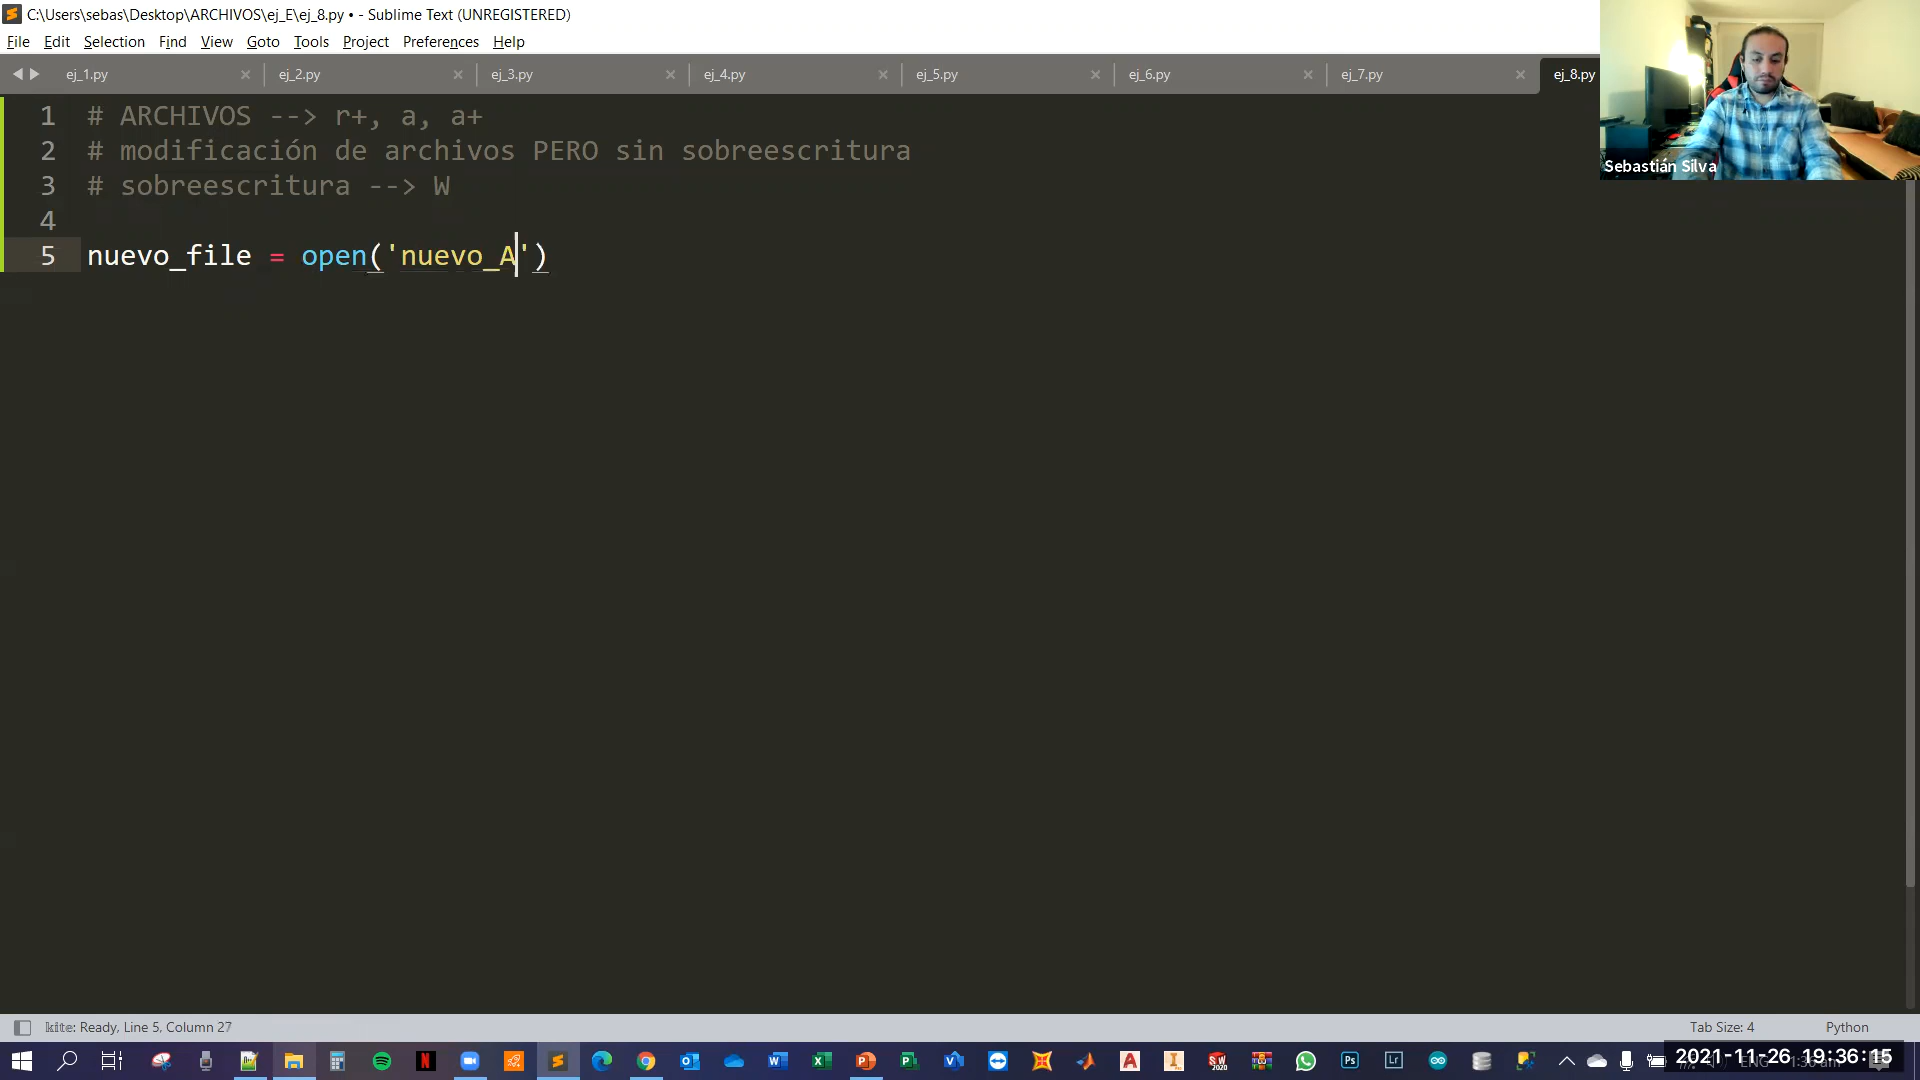 C:\Users\sebas\Desktop\ARCHIVOS\ej_E\ej_8.py • - Sublime Text (UNREGISTERED)
File Edit Selection Find View Goto Tools Project Preferences Help
ej_1.py ej_2.py ej_3.py ej_4.py ej_5.py ej_6.py ej_7.py ej_8.py
1 # ARCHIVOS --> r+, a, a+
2 # modificación de archivos PERO sin sobreescritura
3 # sobreescritura --> W
4
5 nuevo_file = open('nuevo_A')
Sebastián Silva
kite: Ready, Line 5, Column 27
Tab Size: 4
Python
2021-11-26 19:36:15